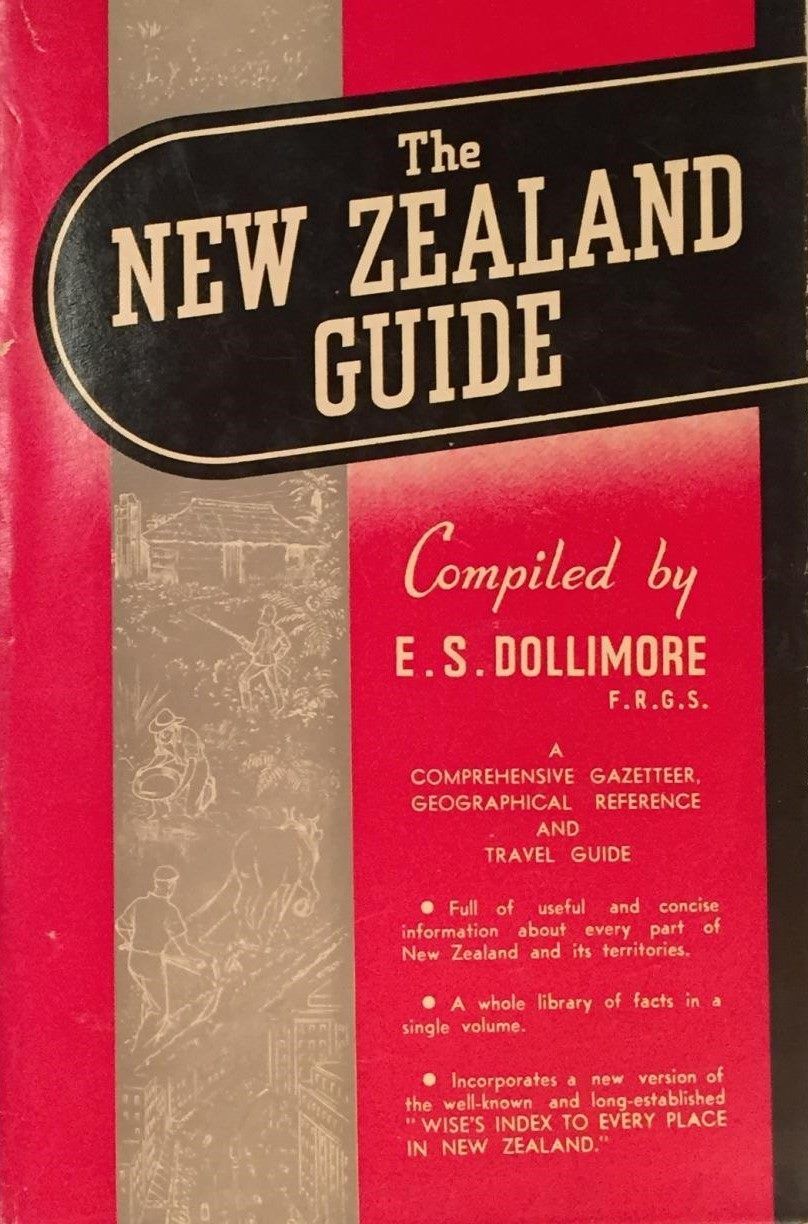 The
NEW ZEALAND
GUIDE
Compiled by
E. S. DOLLIMORE
F.R.G.S.
A
COMPREHENSIVE GAZETTEER,
GEOGRAPHICAL REFERENCE
AND
TRAVEL GUIDE
• Full of useful and concise
information about every part of
New Zealand and its territories.
• A whole library of facts in a
single volume.
• Incorporates a new version of
the well-known and long-established
"WISE'S INDEX TO EVERY PLACE
IN NEW ZEALAND."